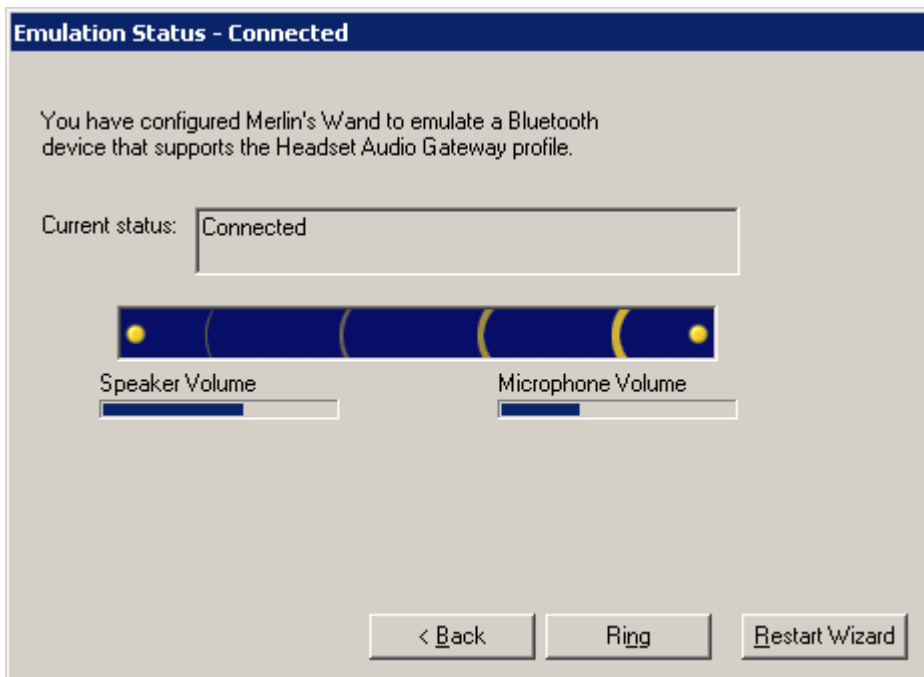 Emulation Status - Connected
You have configured Merlin's Wand to emulate a Bluetooth
device that supports the Headset Audio Gateway profile.
Current status: Connected
Speaker Volume Microphone Volume
< Back Ring Restart Wizard